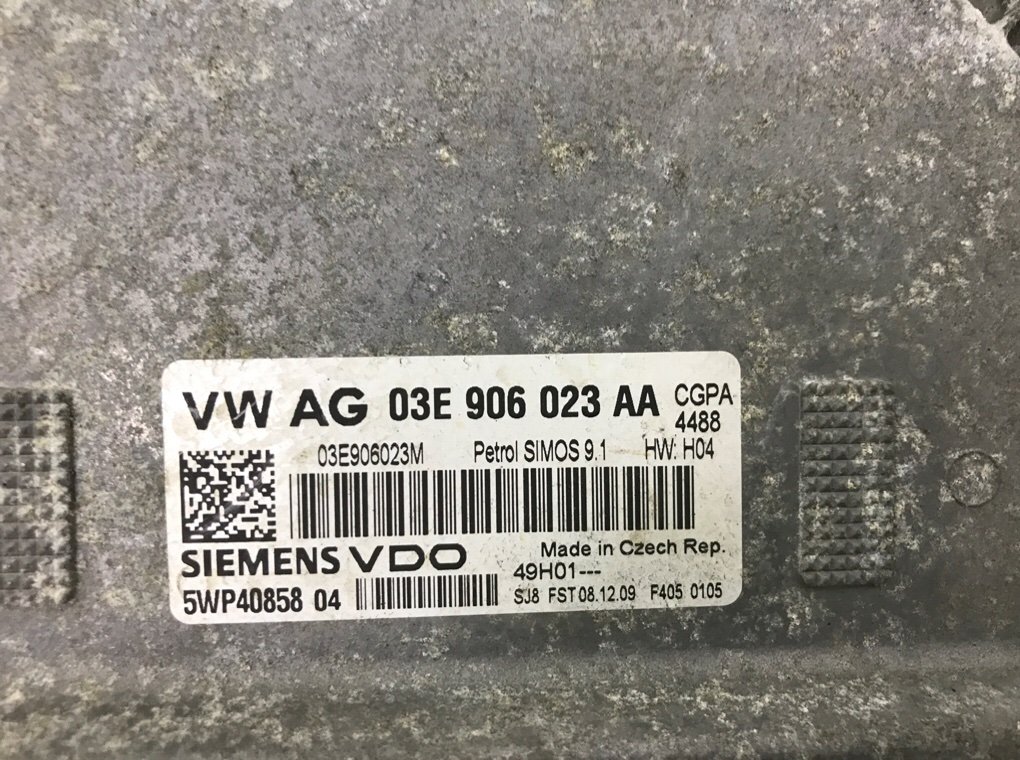 VW AG 03E 906 023 AA CGPA
4488
03E906023M Petrol SIMOS 9.1 HW: H04
SIEMENS VDO Made in Czech Rep.
49H01---
5WP40858 04 SJ8 FST 08.12.09 F405 0105